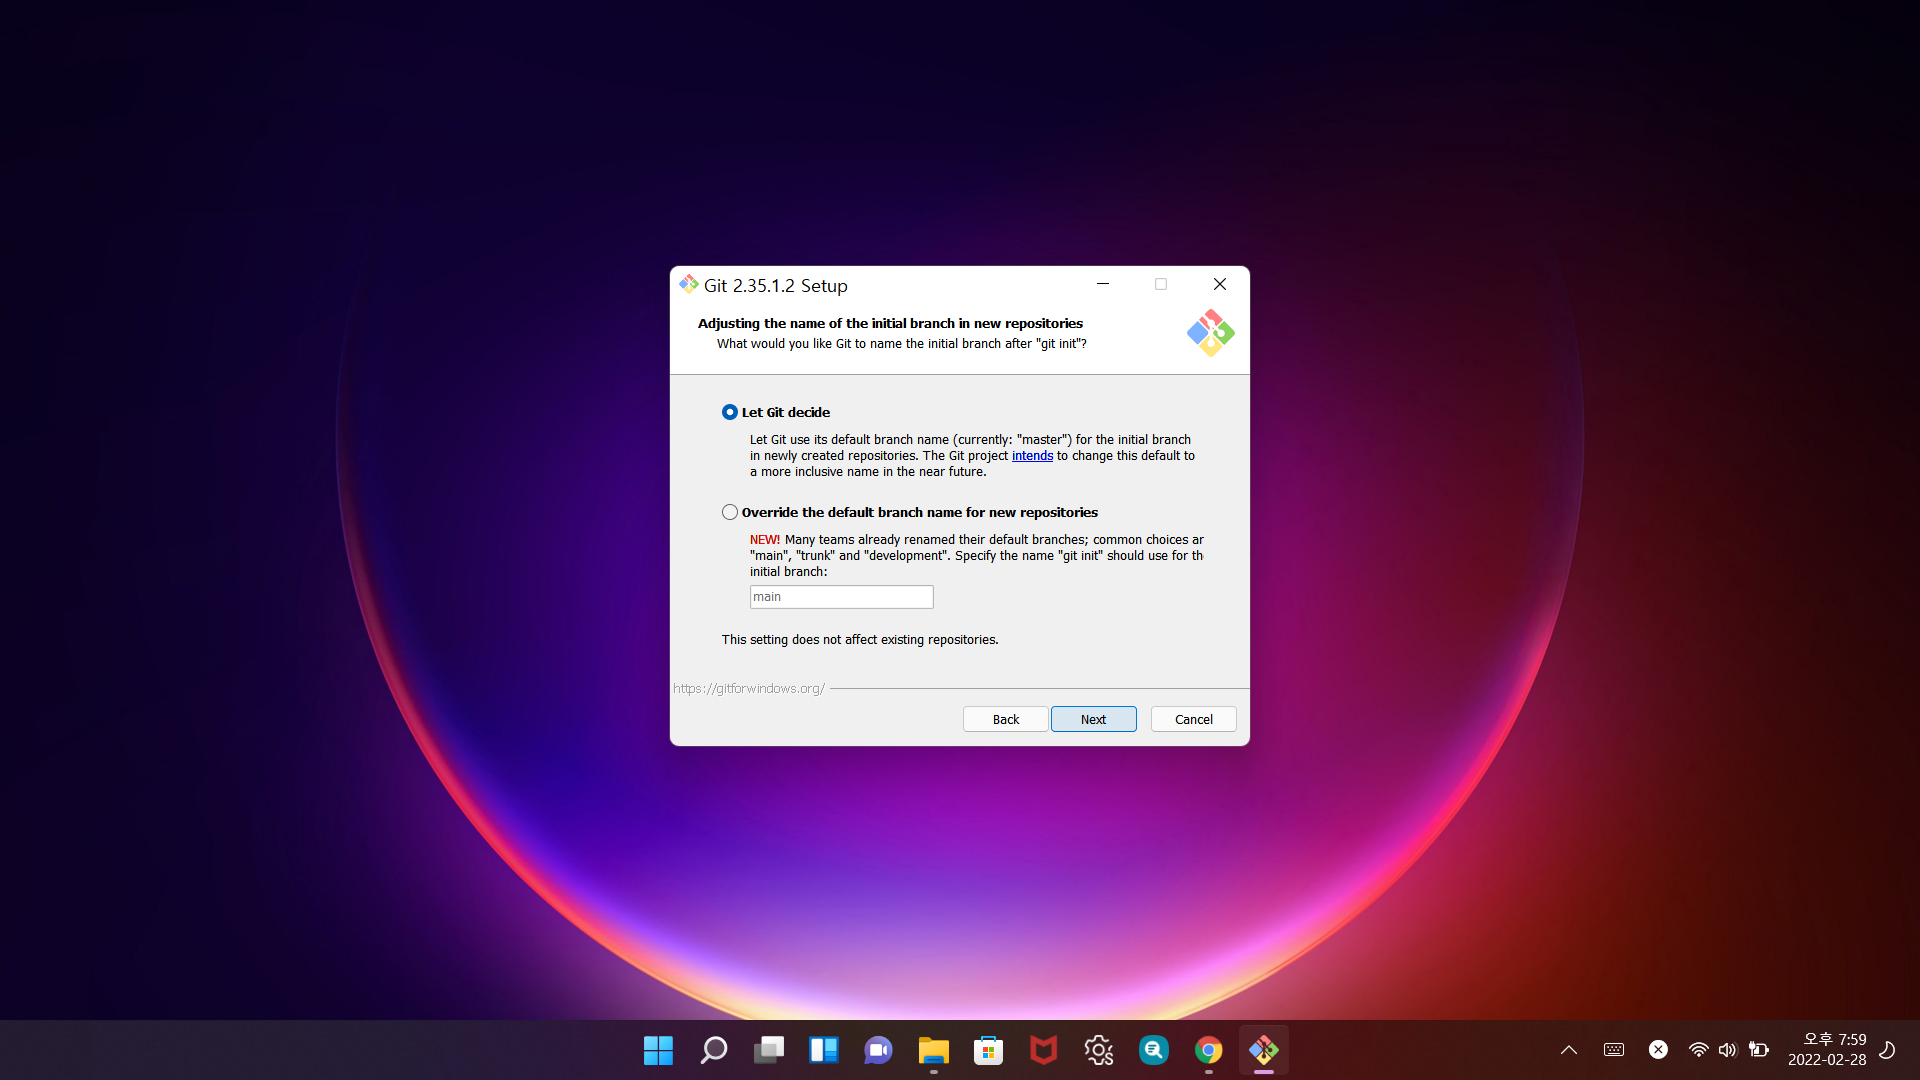 Git 2.35.1.2 Setup
Adjusting the name of the initial branch in new repositories
What would you like Git to name the initial branch after "git init"?
Let Git decide
Let Git use its default branch name (currently: "master") for the initial branch
in newly created repositories. The Git project intends to change this default to
a more inclusive name in the near future.
Override the default branch name for new repositories
NEW! Many teams already renamed their default branches; common choices ar
"main", "trunk" and "development". Specify the name "git init" should use for th
initial branch:
main
This setting does not affect existing repositories.
https://gitforwindows.org/
Back Next Cancel
오후 7:59
2022-02-28